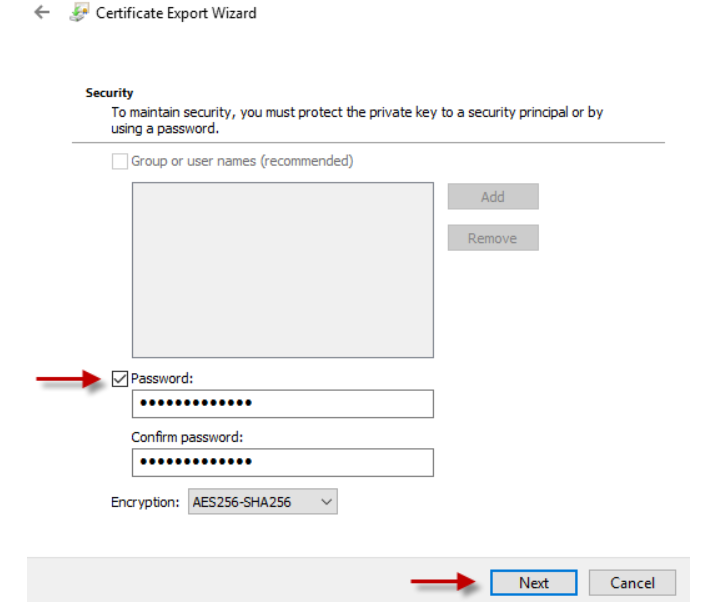 Certificate Export Wizard
Security
To maintain security, you must protect the private key to a security principal or by
using a password.
Group or user names (recommended)
Add
Remove
Password:
•••••••••••••
Confirm password:
•••••••••••••
Encryption: AES256-SHA256
Next Cancel